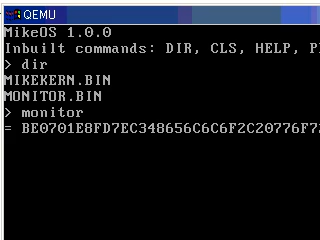 QEMU
MikeOS 1.0.0
Inbuilt commands: DIR, CLS, HELP,
> dir
MIKEKERN.BIN
MONITOR.BIN
> monitor
= BE0701E8FD7EC348656C6C6F2C20776F7